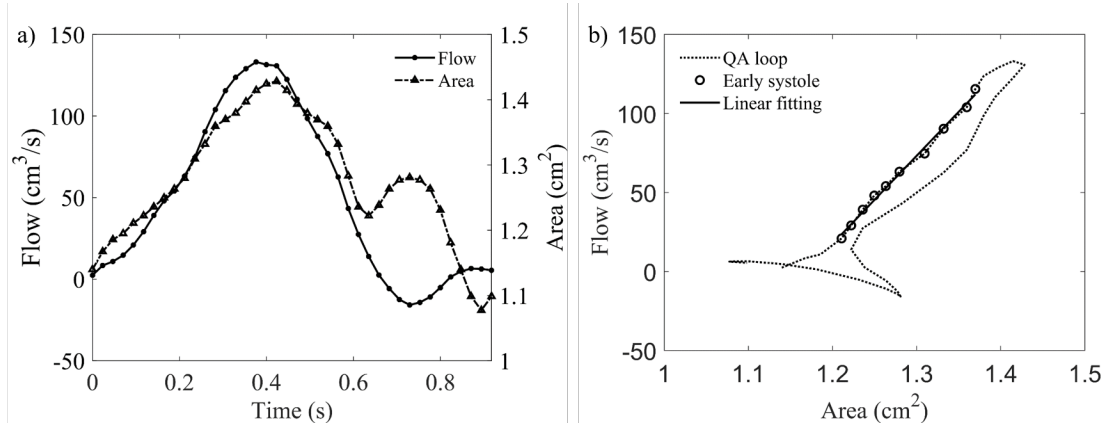 a)
Flow (cm³/s)
150
100
50
0
-50
Flow
Area
1.5
1.4
1.3
1.2
1.1
1
Area (cm²)
0 0.2 0.4 0.6 0.8
Time (s)
b)
Flow (cm³/s)
150
100
50
0
-50
QA loop
Early systole
Linear fitting
1 1.1 1.2 1.3 1.4 1.5
Area (cm²)